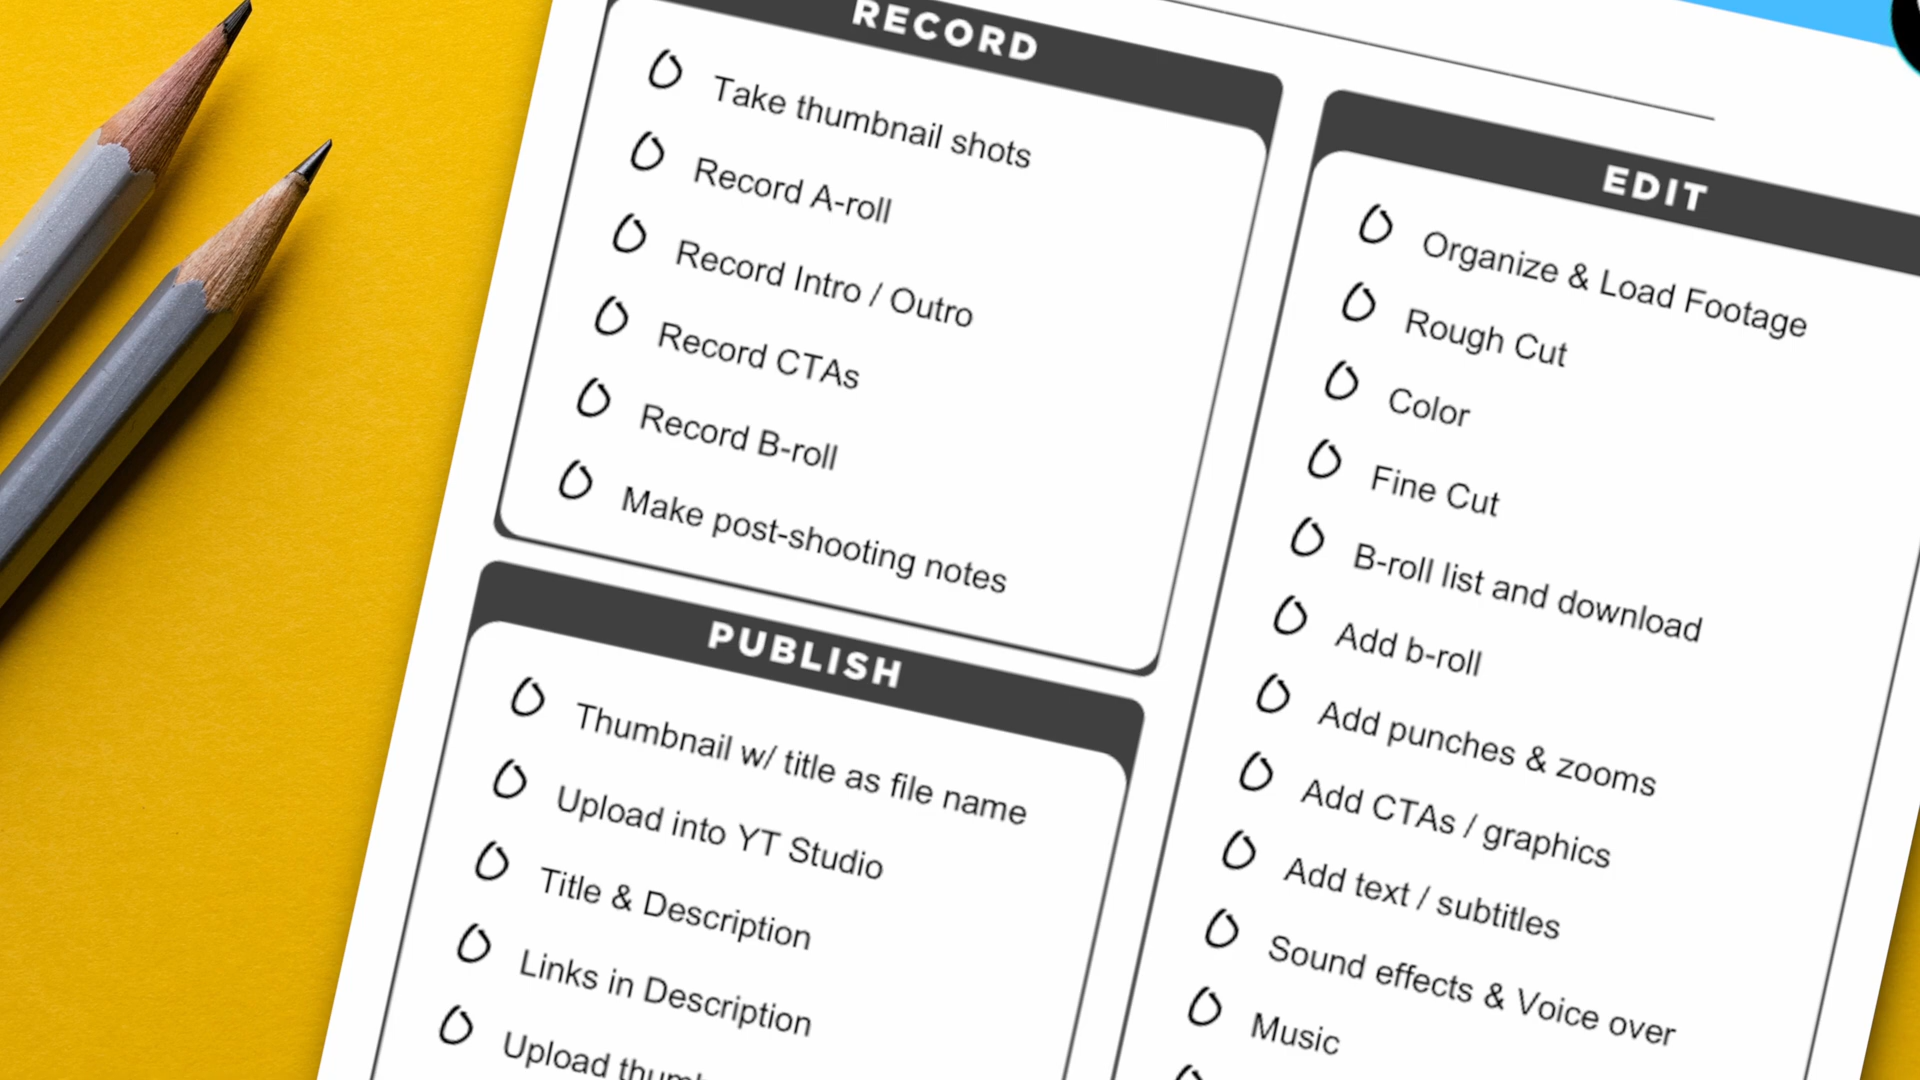 RECORD
Take thumbnail shots
Record A-roll
Record Intro / Outro
Record CTAs
Record B-roll
Make post-shooting notes
PUBLISH
Thumbnail w/ title as file name
Upload into YT Studio
Title & Description
Links in Description
Upload
EDIT
Organize & Load Footage
Rough Cut
Color
Fine Cut
B-roll list and download
Add b-roll
Add punches & zooms
Add CTAs / graphics
Add text / subtitles
Sound effects & Voice over
Music